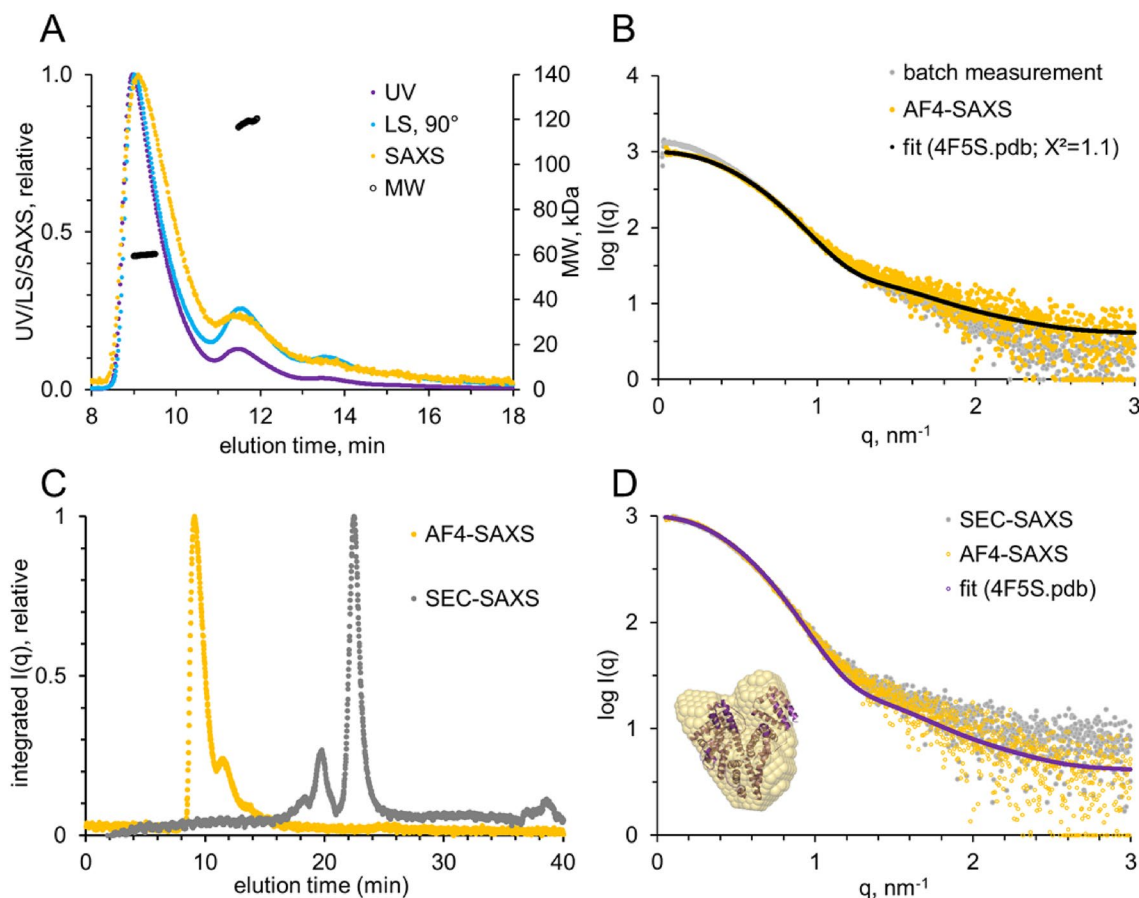 A
B
1.0
0.5
0.0
UV/LS/SAXS, relative
UV
LS, 90°
SAXS
MW
140
120
100
80
60
40
20
0
MW, kDa
8 10 12 14 16 18
elution time, min
4
3
2
1
0
log I(q)
batch measurement
AF4-SAXS
fit (4F5S.pdb; X²=1.1)
0 1 2 3
q, nm⁻¹
C
D
1
0.5
0
integrated I(q), relative
AF4-SAXS
SEC-SAXS
0 10 20 30 40
elution time (min)
3
2
1
0
log I(q)
SEC-SAXS
AF4-SAXS
fit (4F5S.pdb)
0 1 2 3
q, nm⁻¹